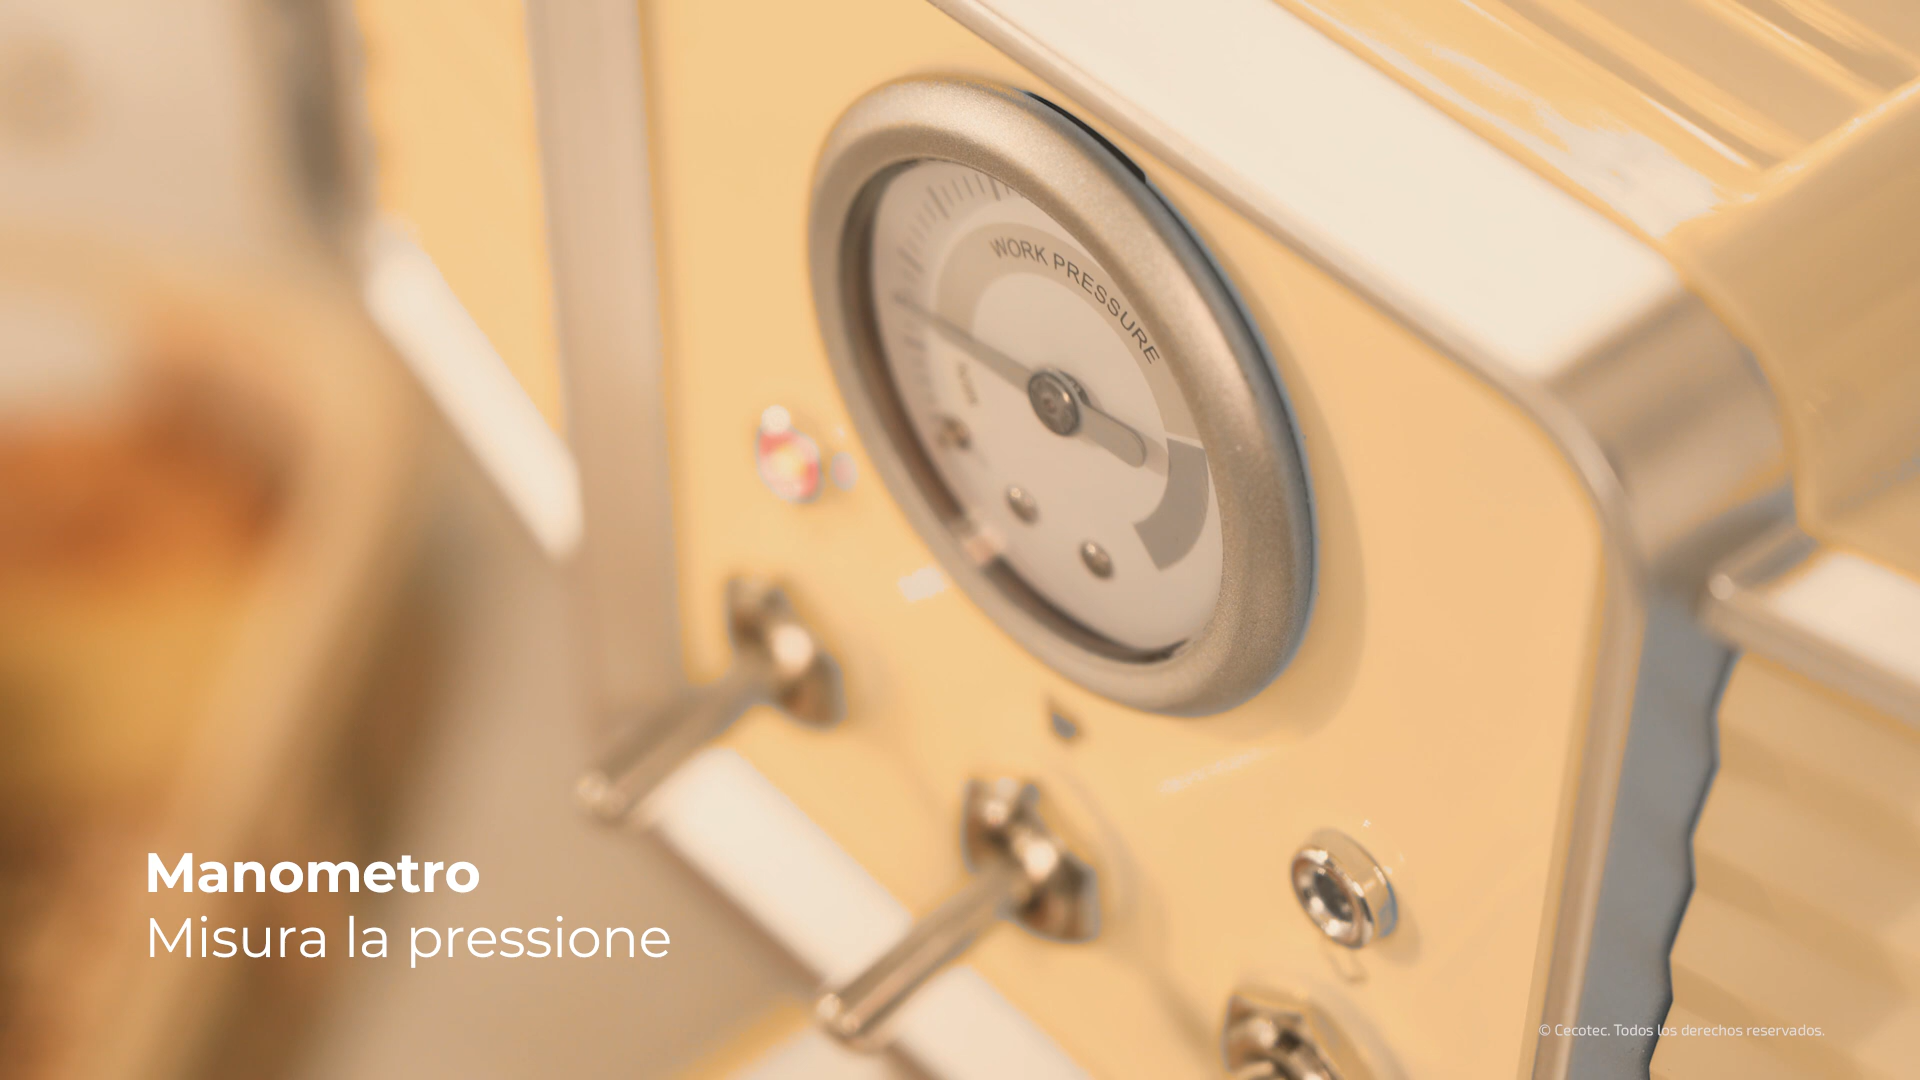 WORK PRESSURE
Manometro
Misura la pressione
© Cecotec. Todos los derechos reservados.